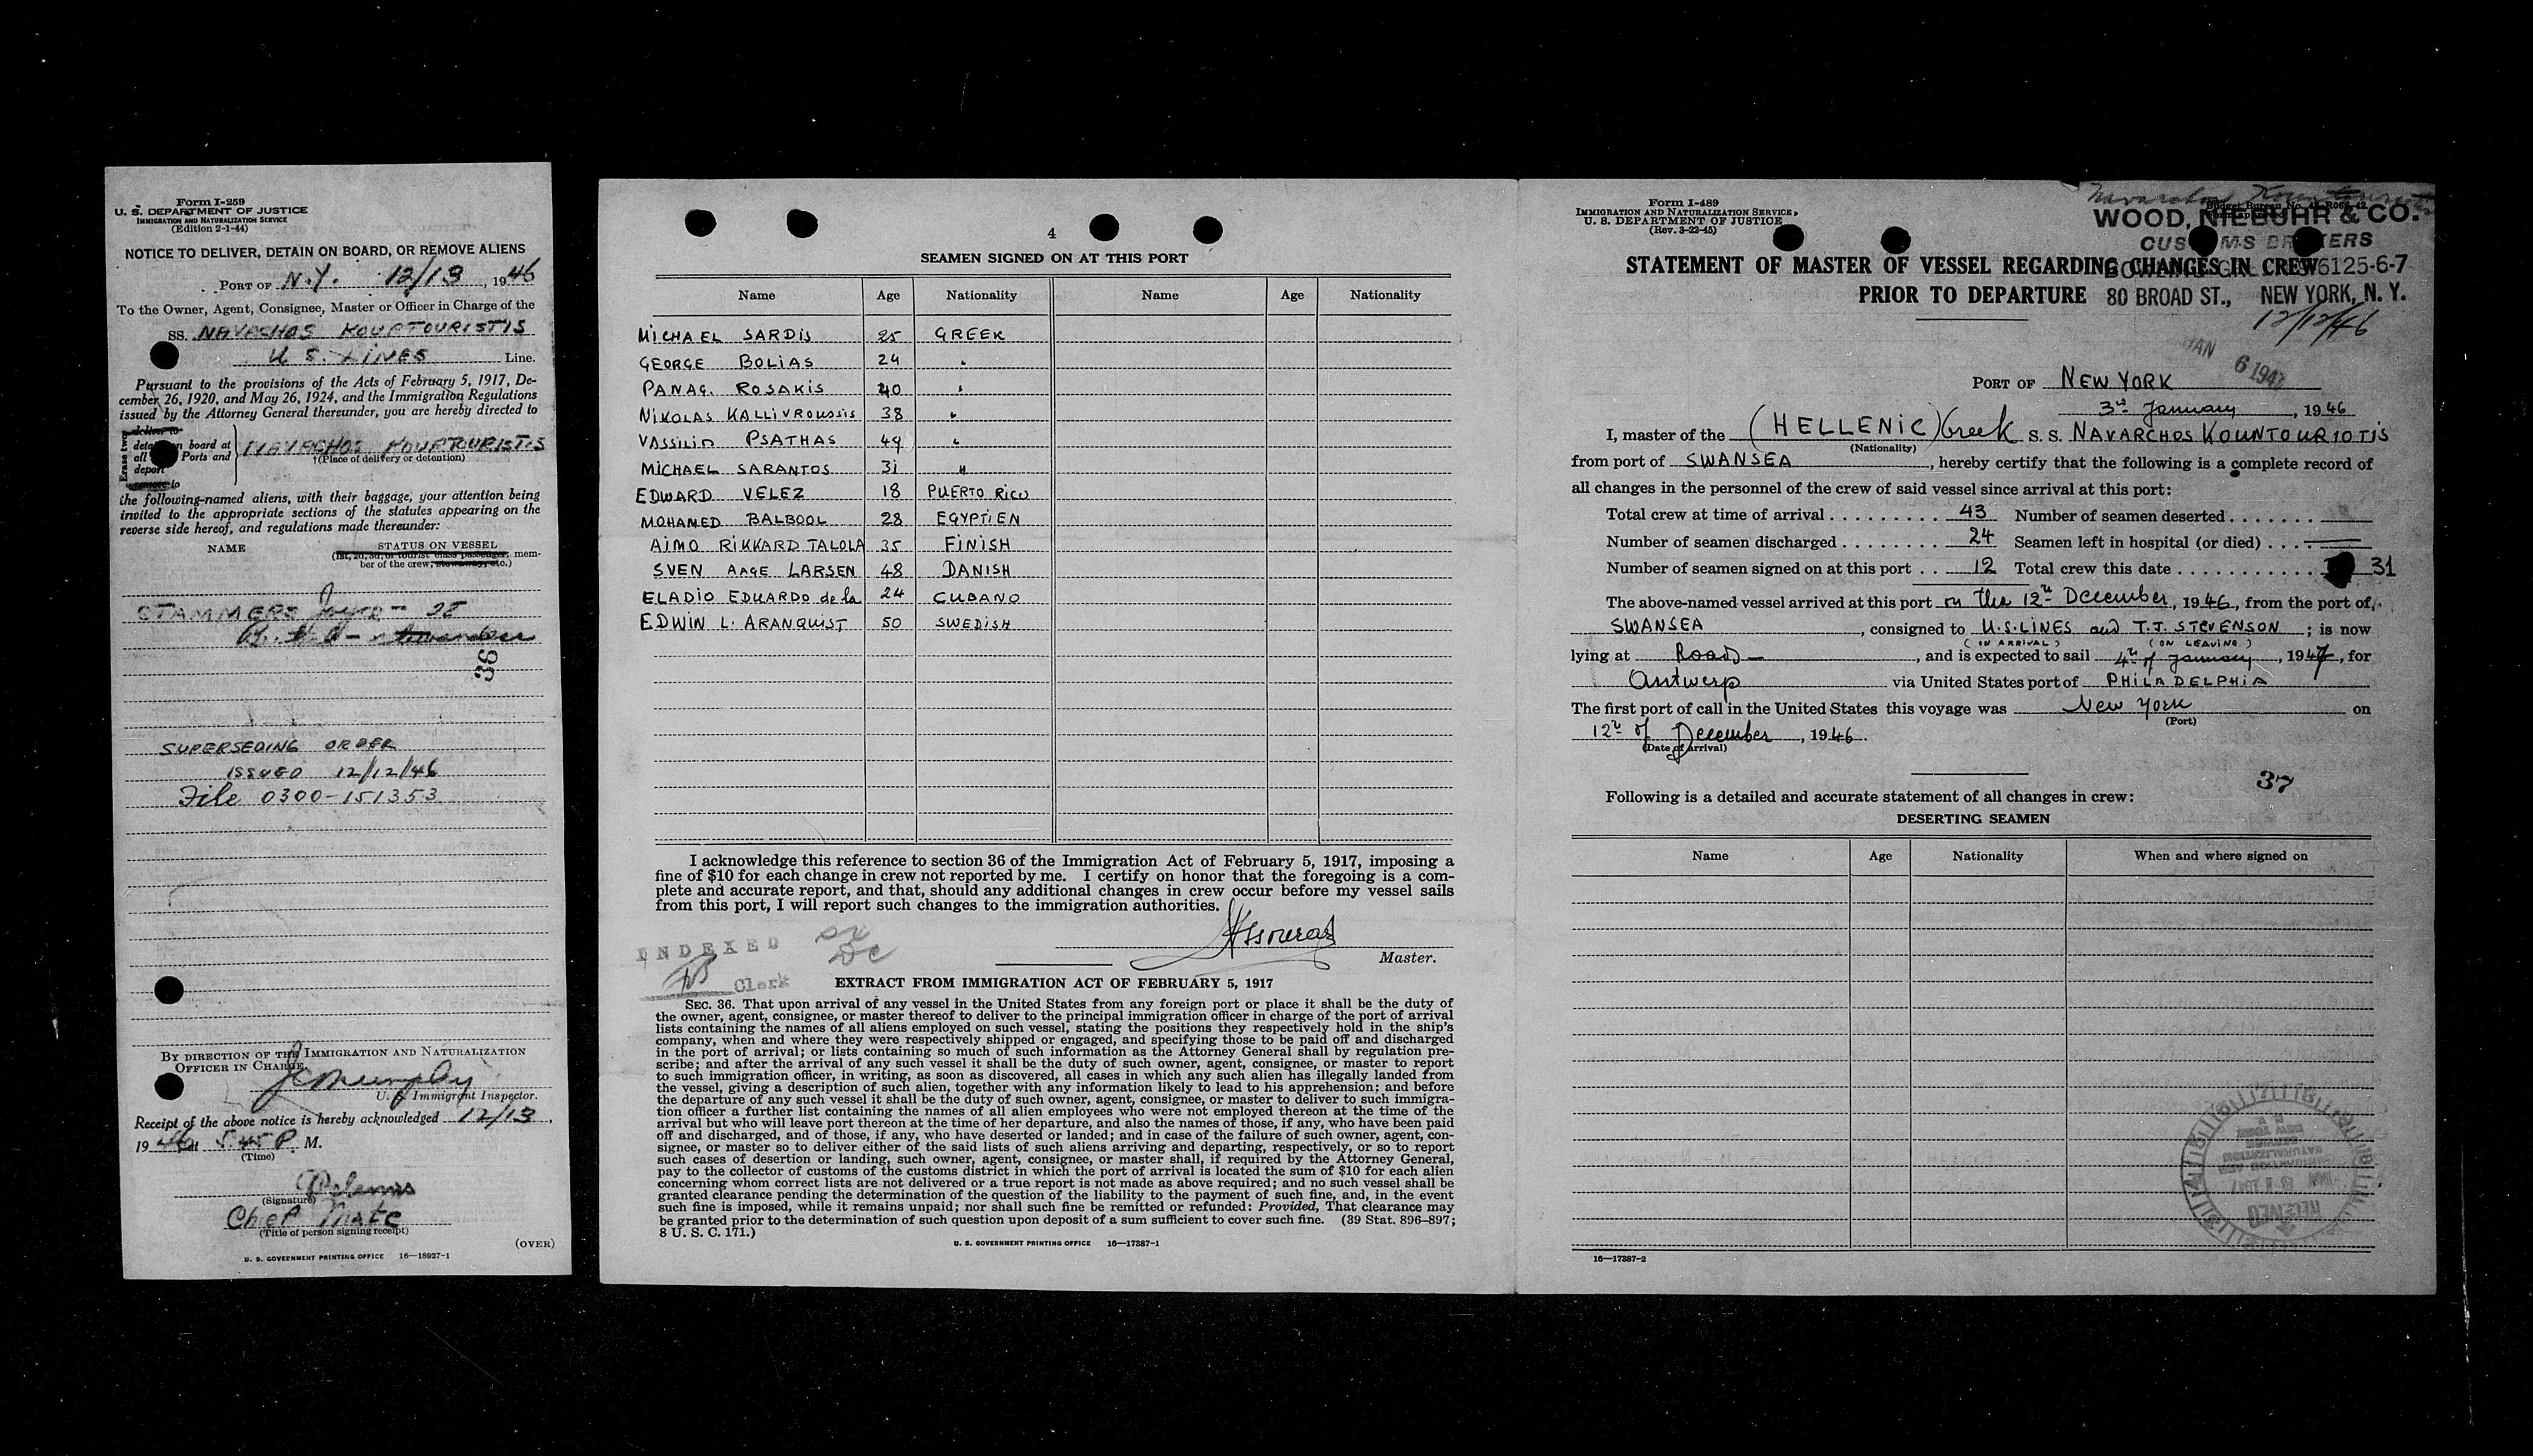 Form I-259
U. S. DEPARTMENT OF JUSTICE
IMMIGRATION AND NATURALIZATION SERVICE
(Edition 2-1-44)
NOTICE TO DELIVER, DETAIN ON BOARD, OR REMOVE ALIENS
PORT OF N.Y. 12/13, 1946
To the Owner, Agent, Consignee, Master or Officer in Charge of the
SS. NAVACHOS KOUPTOURISTIS
U S. LINES Line.
Pursuant to the provisions of the Acts of February 5, 1917, De-
cember 26, 1920, and May 26, 1924, and the Immigration Regulations
issued by the Attorney General thereunder, you are hereby directed to
Erase two
deliver to
detain on board at
all Ports and
deport
remove to
NAVACHOS KOUPTOURISTIS
†(Place of delivery or detention)
the following-named aliens, with their baggage, your attention being
invited to the appropriate sections of the statutes appearing on the
reverse side hereof, and regulations made thereunder:
NAME STATUS ON VESSEL
(1st, 2d, 3d, or tourist class passenger, mem-
ber of the crew, stowaway, etc.)
STAMMERS Joyce - 28
36
SUPERSEDING ORDER
ISSUED 12/12/46
File 0300-151353
BY DIRECTION OF THE IMMIGRATION AND NATURALIZATION
OFFICER IN CHARGE.
U. S. Immigrant Inspector.
Receipt of the above notice is hereby acknowledged 12/13,
1946 5.45 P. M.
(Time)
(Signature)
Chief Mate
(Title of person signing receipt)
(OVER)
U. S. GOVERNMENT PRINTING OFFICE 16—18927-1
4
SEAMEN SIGNED ON AT THIS PORT
Name Age Nationality Name Age Nationality
MICHAEL SARDIS 25 GREEK
GEORGE BOLIAS 24 "
PANAG. ROSAKIS 40 "
NIKOLAS KALLIVROUSSIS 38 "
VASSILIO PSATHAS 49 "
MICHAEL SARANTOS 31 "
EDWARD VELEZ 18 PUERTO RICO
MOHAMED BALBOOL 28 EGYPTIEN
AIMO RIKKARD TALOLA 35 FINISH
SVEN AAGE LARSEN 48 DANISH
ELADIO EDUARDO de la 24 CUBANO
EDWIN L. ARANQUIST 50 SWEDISH
I acknowledge this reference to section 36 of the Immigration Act of February 5, 1917, imposing a
fine of $10 for each change in crew not reported by me. I certify on honor that the foregoing is a com-
plete and accurate report, and that, should any additional changes in crew occur before my vessel sails
from this port, I will report such changes to the immigration authorities.
Master.
INDEXED
Clerk
EXTRACT FROM IMMIGRATION ACT OF FEBRUARY 5, 1917
SEC. 36. That upon arrival of any vessel in the United States from any foreign port or place it shall be the duty of
the owner, agent, consignee, or master thereof to deliver to the principal immigration officer in charge of the port of arrival
lists containing the names of all aliens employed on such vessel, stating the positions they respectively hold in the ship's
company, when and where they were respectively shipped or engaged, and specifying those to be paid off and discharged
in the port of arrival; or lists containing so much of such information as the Attorney General shall by regulation pre-
scribe; and after the arrival of any such vessel it shall be the duty of such owner, agent, consignee, or master to report
to such immigration officer, in writing, as soon as discovered, all cases in which any such alien has illegally landed from
the vessel, giving a description of such alien, together with any information likely to lead to his apprehension; and before
the departure of any such vessel it shall be the duty of such owner, agent, consignee, or master to deliver to such immigra-
tion officer a further list containing the names of all alien employees who were not employed thereon at the time of the
arrival but who will leave port thereon at the time of her departure, and also the names of those, if any, who have been paid
off and discharged, and of those, if any, who have deserted or landed; and in case of the failure of such owner, agent, con-
signee, or master so to deliver either of the said lists of such aliens arriving and departing, respectively, or so to report
such cases of desertion or landing, such owner, agent, consignee, or master shall, if required by the Attorney General,
pay to the collector of customs of the customs district in which the port of arrival is located the sum of $10 for each alien
concerning whom correct lists are not delivered or a true report is not made as above required; and no such vessel shall be
granted clearance pending the determination of the question of the liability to the payment of such fine, and, in the event
such fine is imposed, while it remains unpaid; nor shall such fine be remitted or refunded: Provided, That clearance may
be granted prior to the determination of such question upon deposit of a sum sufficient to cover such fine. (39 Stat. 896–897;
8 U. S. C. 171.)
U. S. GOVERNMENT PRINTING OFFICE 16—17387-1
Form I-489
IMMIGRATION AND NATURALIZATION SERVICE,
U. S. DEPARTMENT OF JUSTICE
(Rev. 3-22-45)
WOOD, NIEBUHR & CO.
CUSTOMS BROKERS
STATEMENT OF MASTER OF VESSEL REGARDING CHANGES IN CREW 6125-6-7
PRIOR TO DEPARTURE 80 BROAD ST., NEW YORK, N. Y.
12/12/46
JAN 6 1947
PORT OF NEW YORK
3rd January, 1946
I, master of the (HELLENIC) Greek S. S. NAVARCHOS KOUNTOURIOTIS
(Nationality)
from port of SWANSEA, hereby certify that the following is a complete record of
all changes in the personnel of the crew of said vessel since arrival at this port:
Total crew at time of arrival 43 Number of seamen deserted
Number of seamen discharged 24 Seamen left in hospital (or died)
Number of seamen signed on at this port 12 Total crew this date 31
The above-named vessel arrived at this port on the 12th December, 1946, from the port of
SWANSEA, consigned to U.S. LINES and T.J. STEVENSON; is now
(ON ARRIVAL) (ON LEAVING)
lying at Roads, and is expected to sail 4th of January, 1947, for
Antwerp via United States port of PHILADELPHIA
The first port of call in the United States this voyage was New York on
(Port)
12th of December, 1946.
(Date of arrival)
37
Following is a detailed and accurate statement of all changes in crew:
DESERTING SEAMEN
Name Age Nationality When and where signed on
16—17387-2